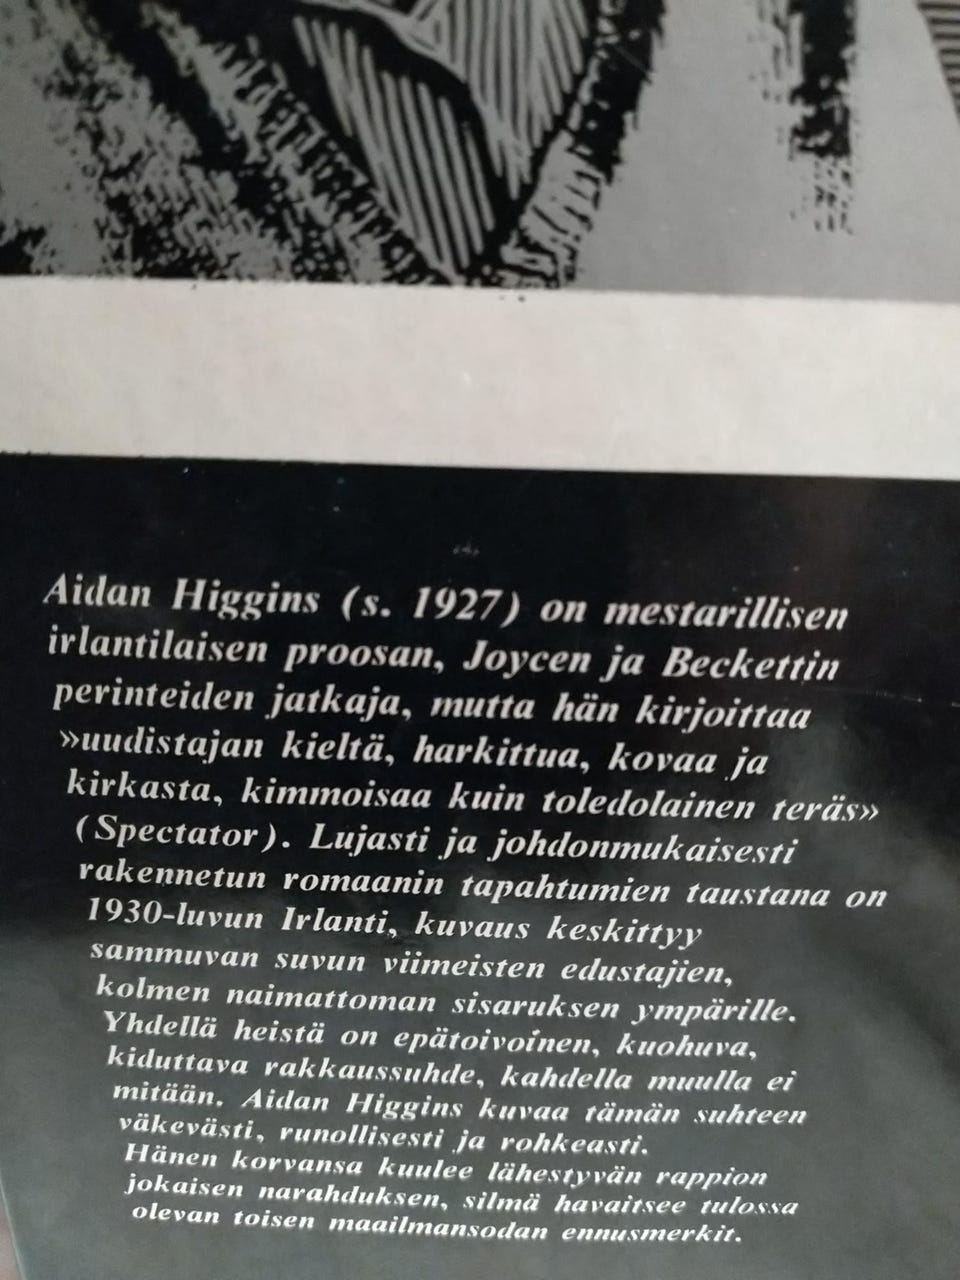 Aidan Higgins (s. 1927) on mestarillisen
irlantilaisen proosan, Joycen ja Beckettin
perinteiden jatkaja, mutta hän kirjoittaa
»uudistajan kieltä, harkittua, kovaa ja
kirkasta, kimmoisaa kuin toledolainen teräs»
(Spectator). Lujasti ja johdonmukaisesti
rakennetun romaanin tapahtumien taustana on
1930-luvun Irlanti, kuvaus keskittyy
sammuvan suvun viimeisten edustajien,
kolmen naimattoman sisaruksen ympärille.
Yhdellä heistä on epätoivoinen, kuohuva,
kiduttava rakkaussuhde, kahdella muulla ei
mitään. Aidan Higgins kuvaa tämän suhteen
väkevästi, runollisesti ja rohkeasti.
Hänen korvansa kuulee lähestyvän rappion
jokaisen narahduksen, silmä havaitsee tulossa
olevan toisen maailmansodan ennusmerkit.